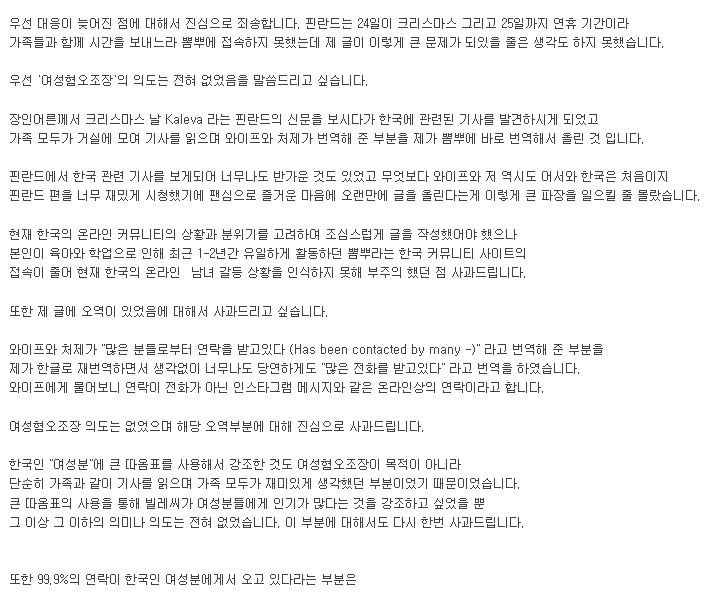 우선 대응이 늦어진 점에 대해서 진심으로 죄송합니다. 핀란드는 24일이 크리스마스 그리고 25일까지 연휴 기간이라
가족들과 함께 시간을 보내느라 뽐뿌에 접속하지 못했는데 제 글이 이렇게 큰 문제가 되있을 줄은 생각도 하지 못했습니다.
우선 '여성혐오조장'의 의도는 전혀 없었음을 말씀드리고 싶습니다.
장인어른께서 크리스마스 날 Kaleva 라는 핀란드의 신문을 보시다가 한국에 관련된 기사를 발견하시게 되었고
가족 모두가 거실에 모여 기사를 읽으며 와이프와 처제가 번역해 준 부분을 제가 뽐뿌에 바로 번역해서 올린 것 입니다.
핀란드에서 한국 관련 기사를 보게되어 너무나도 반가운 것도 있었고 무엇보다 와이프와 저 역시도 어서와 한국은 처음이지
핀란드 편을 너무 재밌게 시청했기에 팬심으로 즐거운 마음에 오랜만에 글을 올린다는게 이렇게 큰 파장을 일으킬 줄 몰랐습니다.
현재 한국의 온라인 커뮤니티의 상황과 분위기를 고려하여 조심스럽게 글을 작성했어야 했으나
본인이 육아와 학업으로 인해 최근 1-2년간 유일하게 활동하던 뽐뿌라는 한국 커뮤니티 사이트의
접속이 줄어 현재 한국의 온라인 남녀 갈등 상황을 인식하지 못해 부주의 했던 점 사과드립니다.
또한 제 글에 오역이 있었음에 대해서 사과드리고 싶습니다.
와이프와 처제가 "많은 분들로부터 연락을 받고있다 (Has been contacted by many -)" 라고 번역해 준 부분을
제가 한글로 재번역하면서 생각없이 너무나도 당연하게도 "많은 전화를 받고있다" 라고 번역을 하였습니다.
와이프에게 물어보니 연락이 전화가 아닌 인스타그램 메시지와 같은 온라인상의 연락이라고 합니다.
여성혐오조장 의도는 없었으며 해당 오역부분에 대해 진심으로 사과드립니다.
한국인 "여성분"에 큰 따옴표를 사용해서 강조한 것도 여성혐오조장이 목적이 아니라
단순히 가족과 같이 기사를 읽으며 가족 모두가 재미있게 생각했던 부분이었기 때문이었습니다.
큰 따옴표의 사용을 통해 빌레씨가 여성분들에게 인기가 많다는 것을 강조하고 싶었을 뿐
그 이상 그 이하의 의미나 의도는 전혀 없었습니다. 이 부분에 대해서도 다시 한번 사과드립니다.
또한 99.9%의 연락이 한국인 여성분에게서 오고 있다라는 부분은